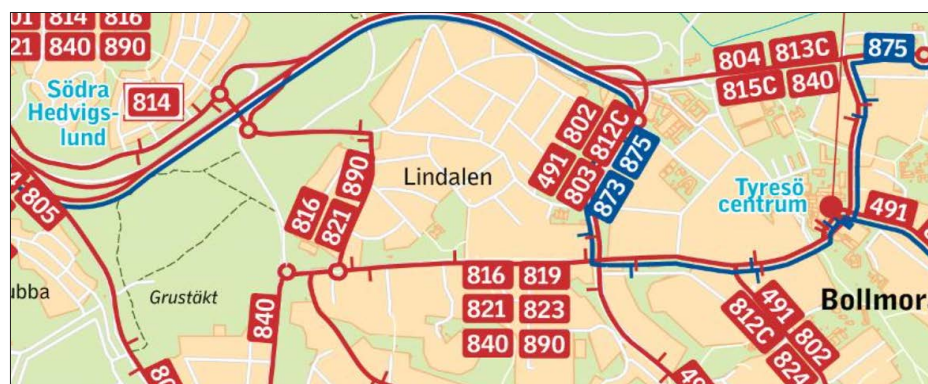 814 816
21 840 890
Södra
Hedvigs-
lund
814
805
816
821 890
Lindalen
491 802
803 812C
873 875
804 813C
815C 840
875
Tyresö
centrum
491
Grustäkt
840
816 819
821 823
840 890
491 802
812C 824